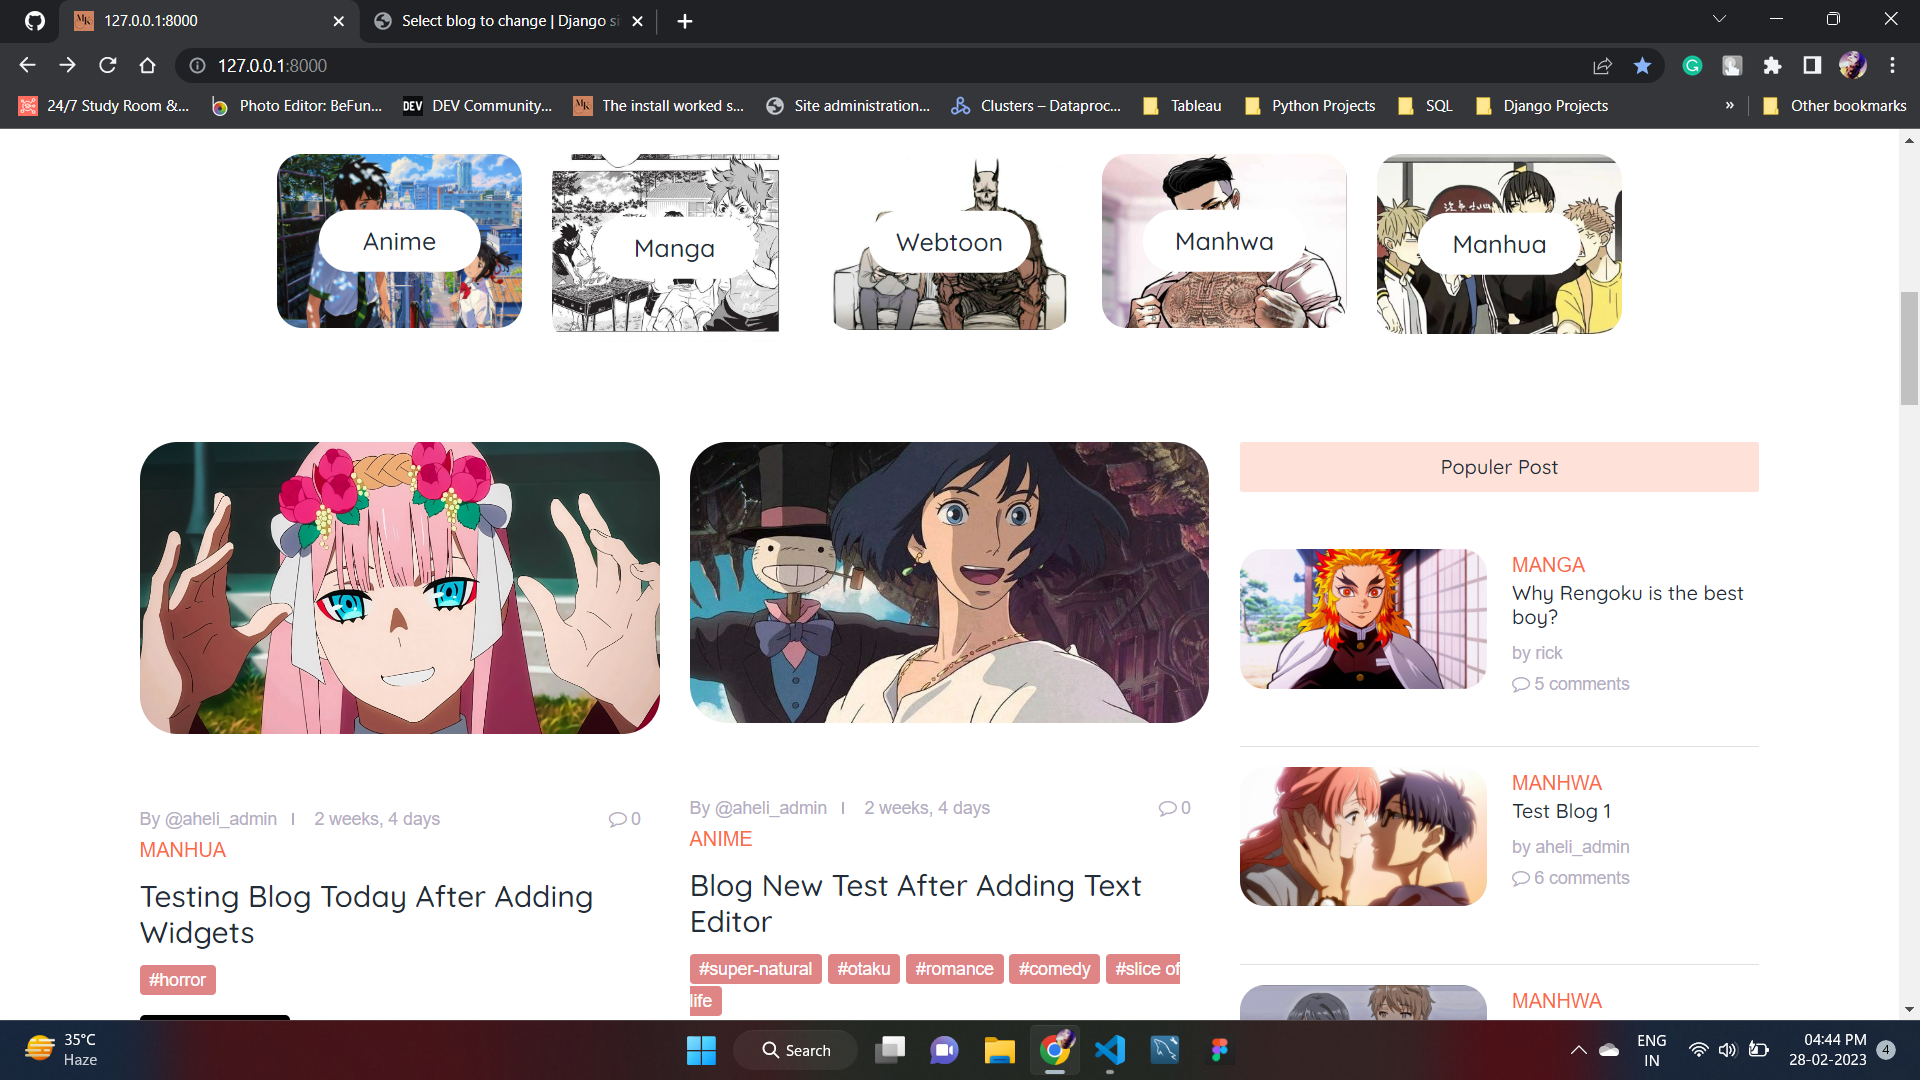 127.0.0.1:8000
Select blog to change | Django si
127.0.0.1:8000
24/7 Study Room &...
Photo Editor: BeFun...
DEV DEV Community...
The install worked s...
Site administration...
Clusters – Dataproc...
Tableau
Python Projects
SQL
Django Projects
»
Other bookmarks
Anime
Manga
Webtoon
Manhwa
Manhua
Populer Post
MANGA
Why Rengoku is the best
boy?
by rick
5 comments
MANHWA
Test Blog 1
by aheli_admin
6 comments
MANHWA
By @aheli_admin | 2 weeks, 4 days 0
MANHUA
Testing Blog Today After Adding
Widgets
#horror
By @aheli_admin | 2 weeks, 4 days 0
ANIME
Blog New Test After Adding Text
Editor
#super-natural #otaku #romance #comedy #slice of
life
35°C
Haze
Search
ENG
IN
04:44 PM
28-02-2023
4